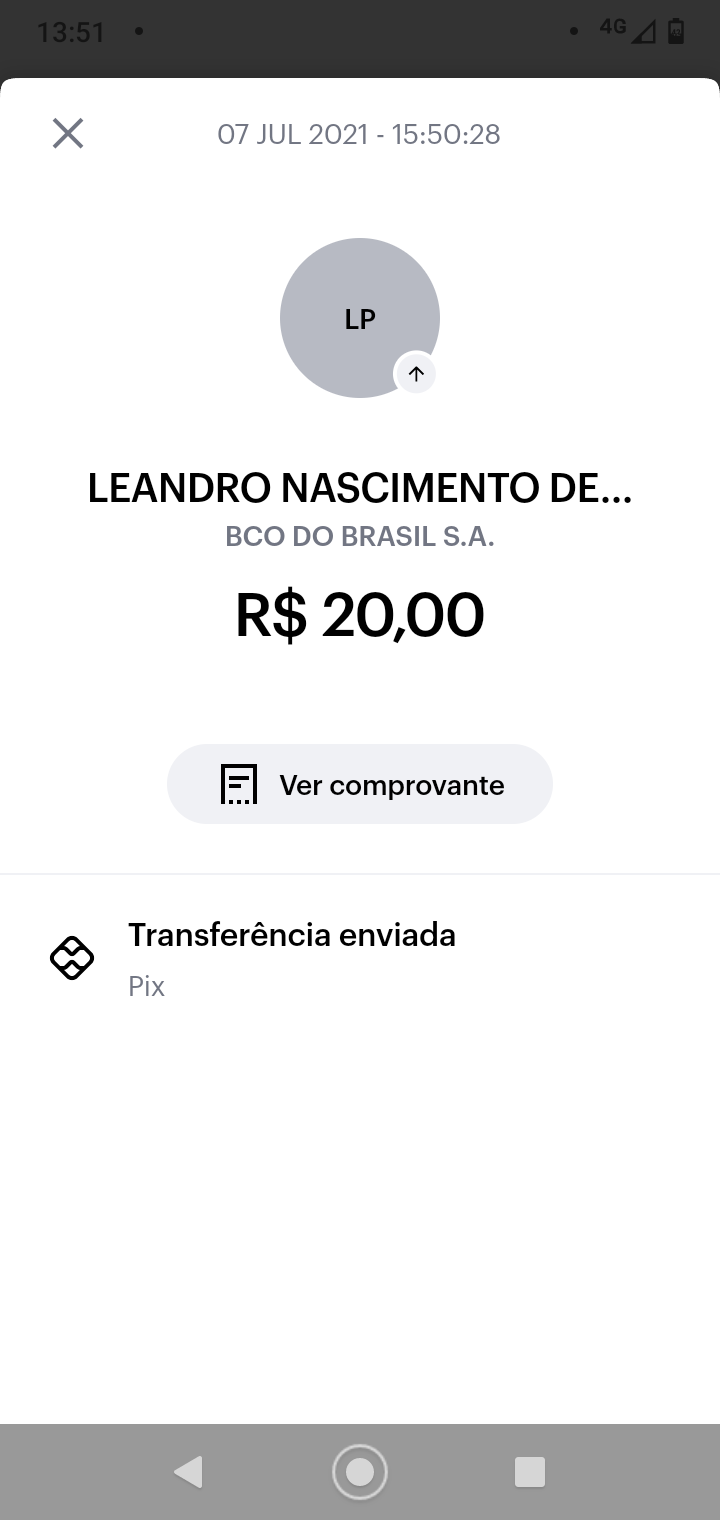 13:51
4G
07 JUL 2021 - 15:50:28
LP
LEANDRO NASCIMENTO DE...
BCO DO BRASIL S.A.
R$ 20,00
Ver comprovante
Transferência enviada
Pix